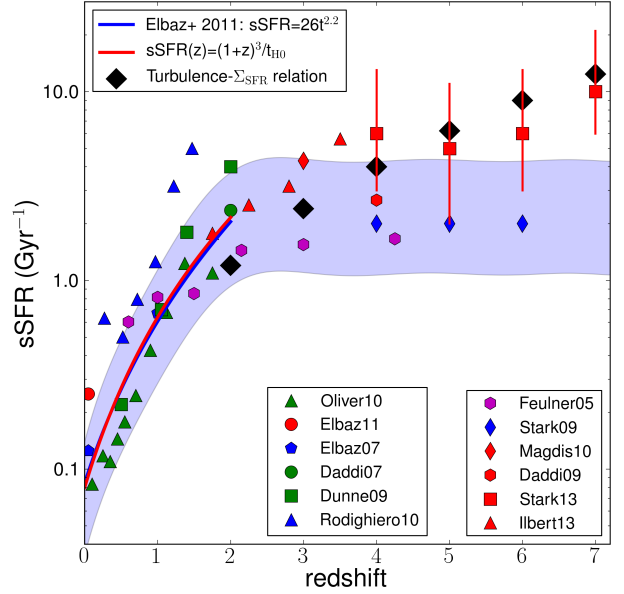 Elbaz+ 2011: sSFR=26t^2.2
sSFR(z)=(1+z)^3/t_H0
Turbulence-Σ_SFR relation
sSFR (Gyr^−1)
10.0
1.0
0.1
Oliver10
Elbaz11
Elbaz07
Daddi07
Dunne09
Rodighiero10
Feulner05
Stark09
Magdis10
Daddi09
Stark13
Ilbert13
0 1 2 3 4 5 6 7
redshift